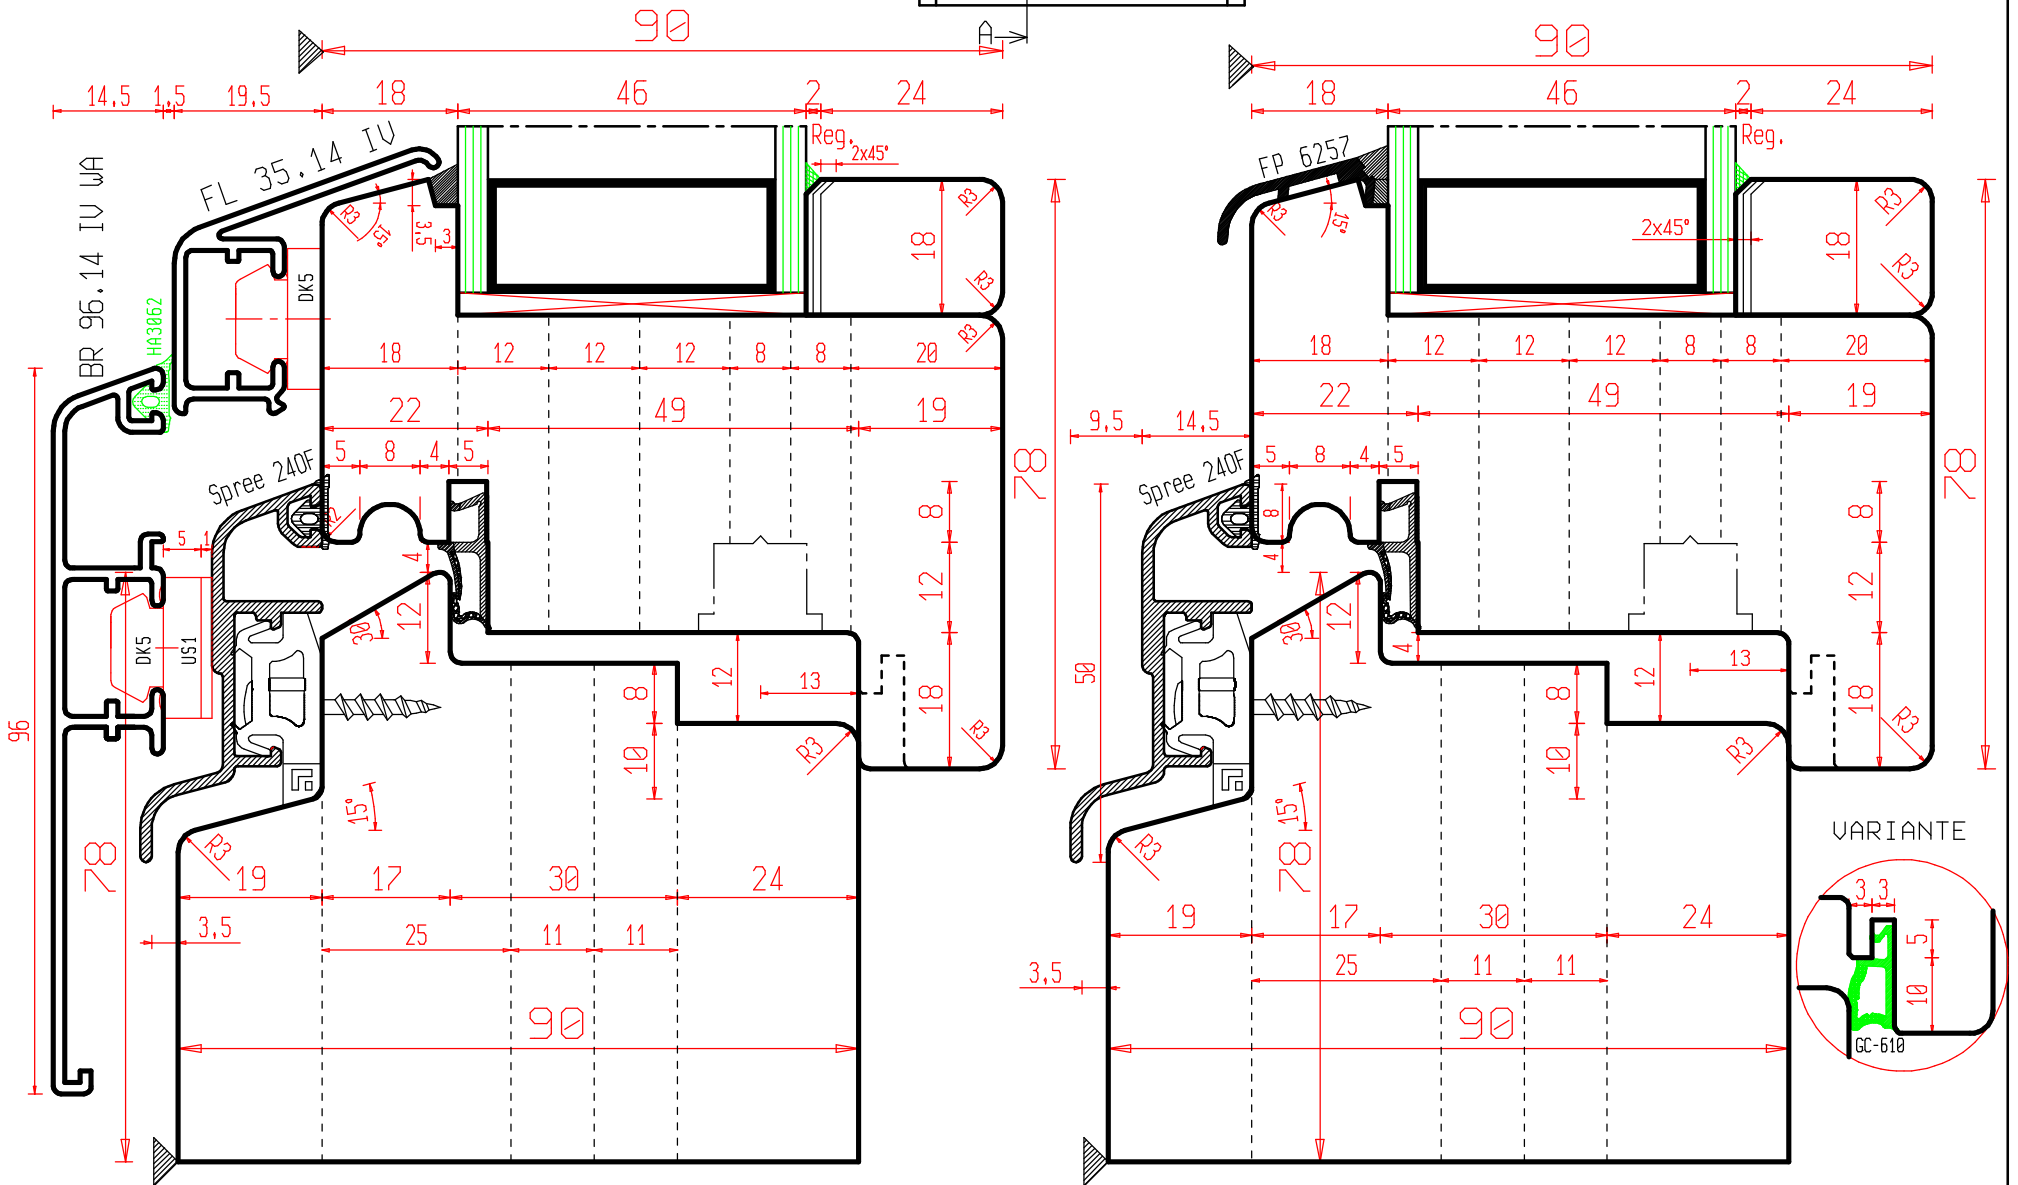 A
90
14,5 1,5 19,5 18 46 2 24
Reg.
2x45°
BR 96.14 IV WA
FL 35.14 IV
HA3062
DK5
R3
15°
3,5
3
18
R3
R3
R3
18 12 12 12 8 8 20
22 49 19
5 8 4 5
Spree 240F
R2
78
8
4
12
5 1
30
12
DK5
US1
12
13
8
18
10
R3
R3
96
15°
R3
78
19 17 30 24
3,5
25 11 11
90
90
18 46 2 24
Reg.
FP 6257
R3
15°
2x45°
18
R3
R3
18 12 12 12 8 8 20
22 49 19
9,5 14,5
5 8 4 5
Spree 240F
78
8
8
4
12
30
12
4
50
12
13
8
18
10
R3
R3
15°
R3
78
19 17 30 24
3,5
25 11 11
90
VARIANTE
3 3
5
10
GC-610